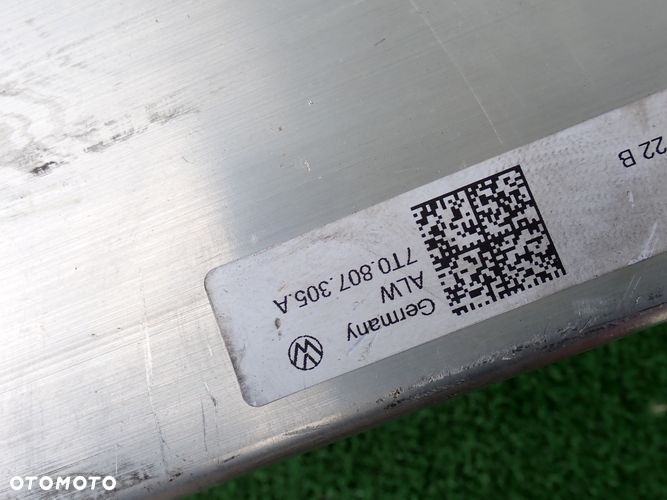 Germany
ALW
7T0.807.305.A
22 B
OTOMOTO